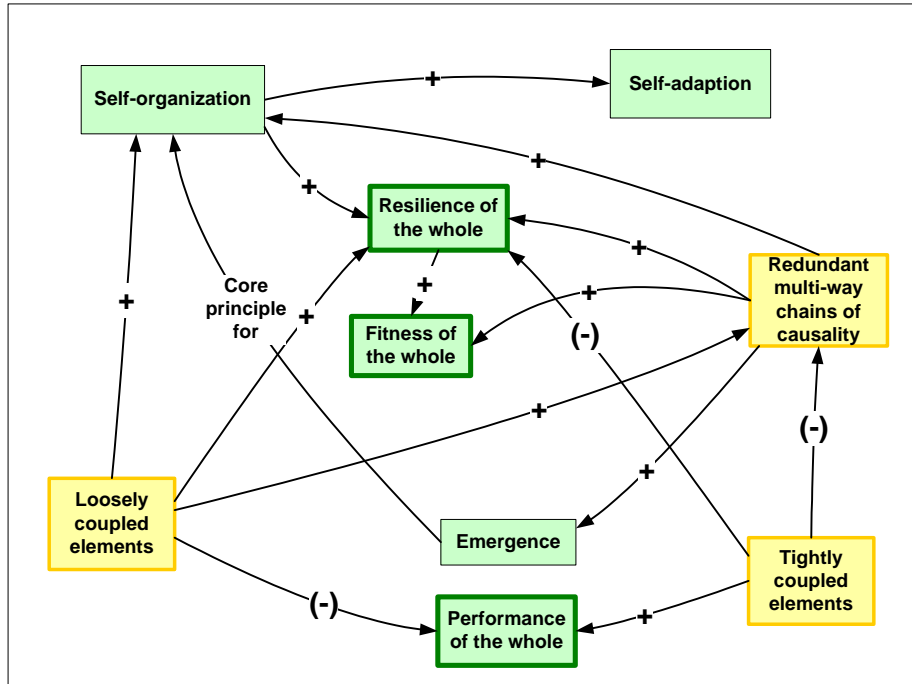 Self-organization
+
Self-adaption
+
+
Resilience of
the whole
+
Redundant
multi-way
chains of
causality
Core
principle
for
+
+
+
+
Fitness of
the whole
(-)
+
(-)
Loosely
coupled
elements
+
Emergence
Tightly
coupled
elements
(-)
Performance
of the whole
+